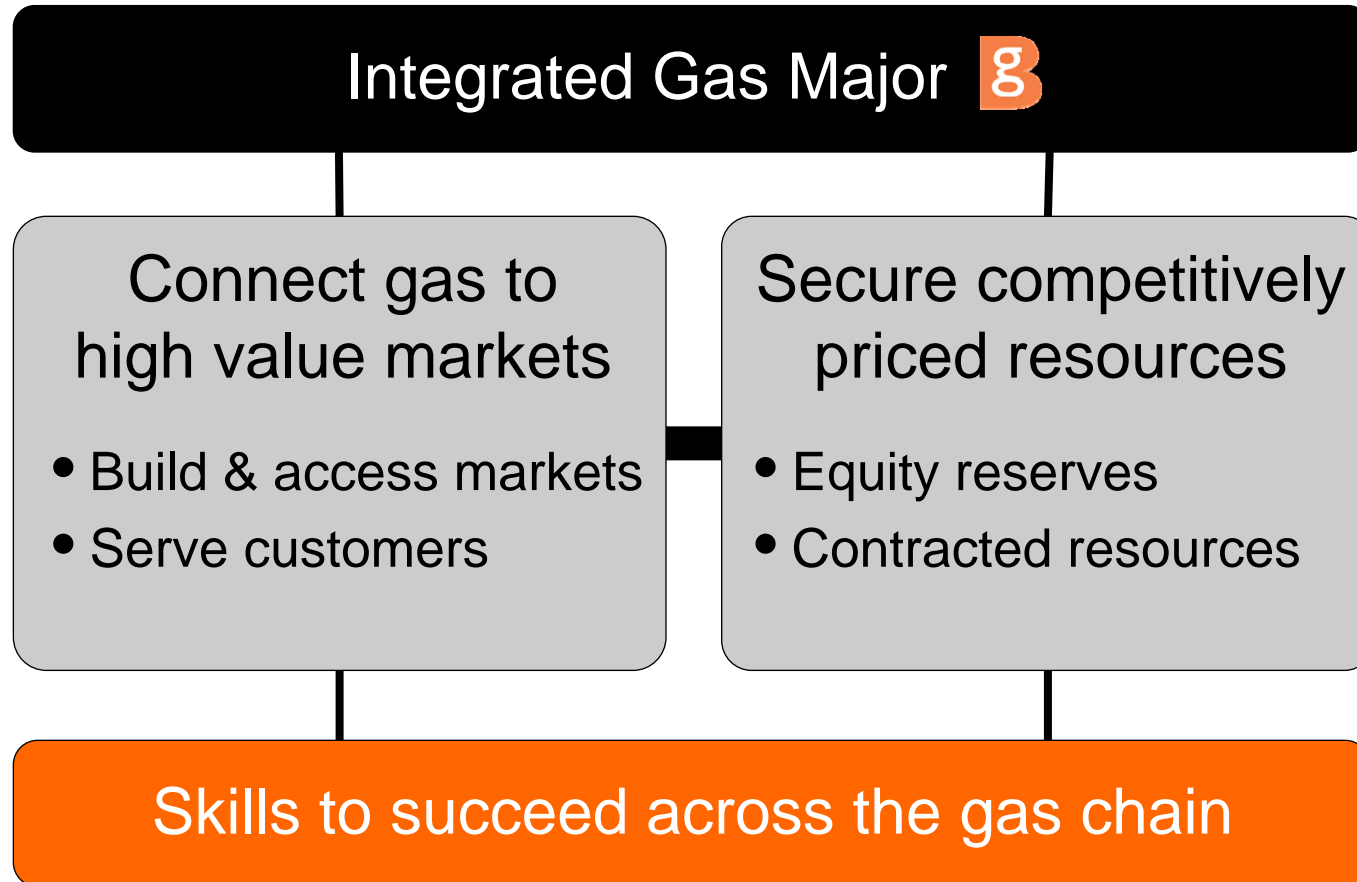 Integrated Gas Major Bg
Connect gas to
high value markets
• Build & access markets
• Serve customers
Secure competitively
priced resources
• Equity reserves
• Contracted resources
Skills to succeed across the gas chain